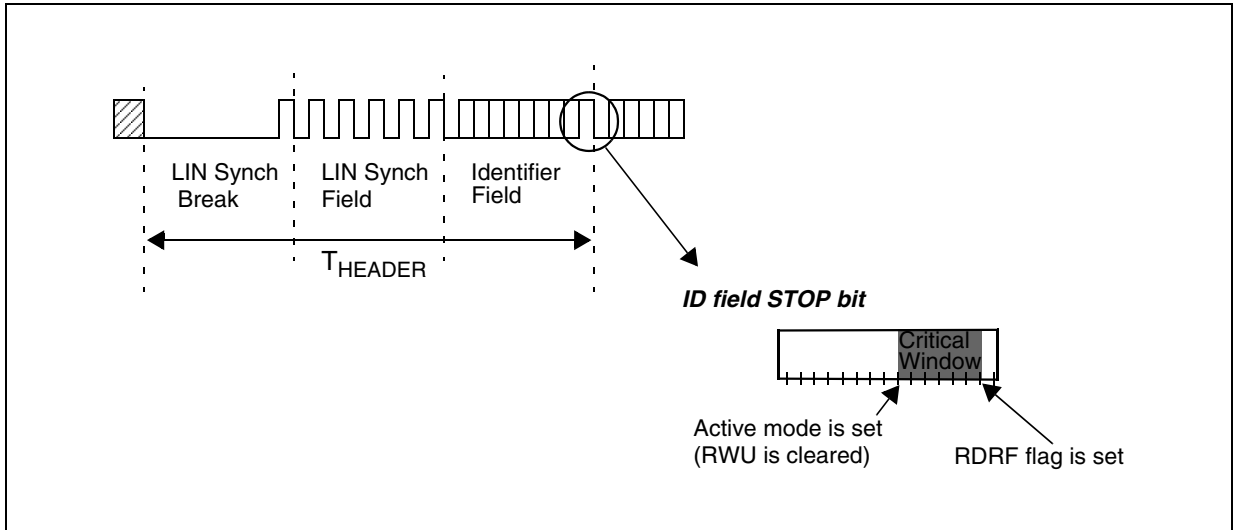 LIN Synch
Break
LIN Synch
Field
Identifier
Field
THEADER
ID field STOP bit
Critical
Window
Active mode is set
(RWU is cleared)
RDRF flag is set